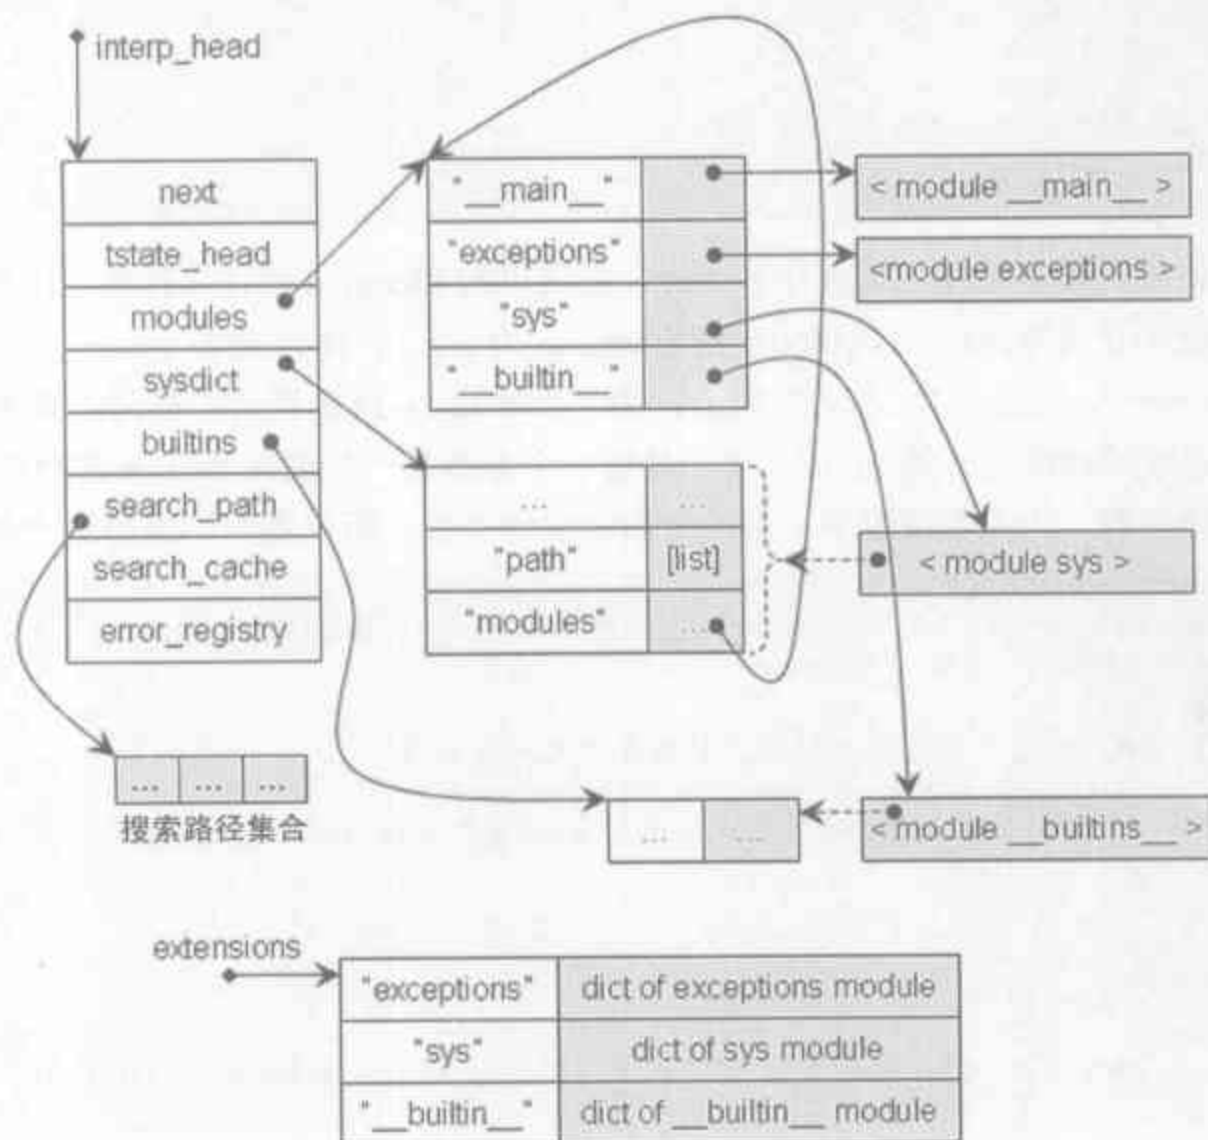 interp_head
next
tstate_head
modules
sysdict
builtins
search_path
search_cache
error_registry
"__main__"
"exceptions"
"sys"
"__builtin__"
< module __main__ >
<module exceptions >
... ...
"path" [list]
"modules" ...
< module sys >
... ... ...
搜索路径集合
... ...
< module __builtins__ >
extensions
"exceptions" dict of exceptions module
"sys" dict of sys module
"__builtin__" dict of __builtin__ module